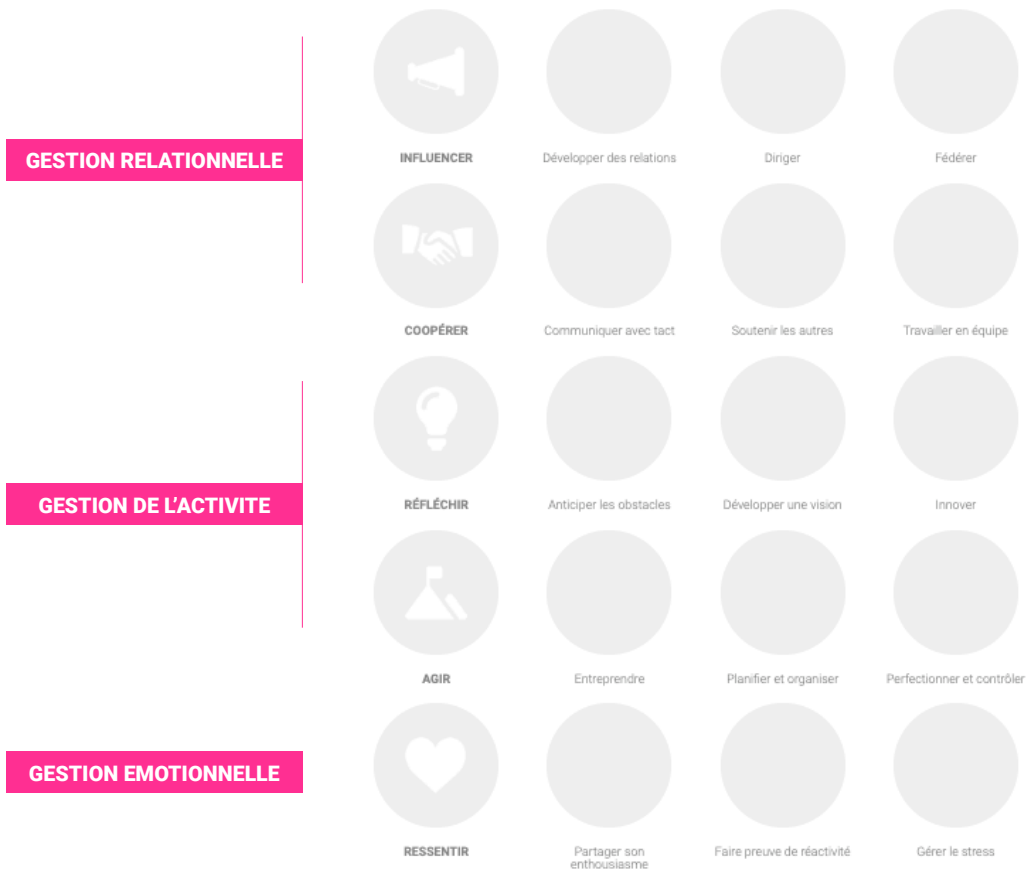 GESTION RELATIONNELLE
INFLUENCER
Développer des relations
Diriger
Fédérer
COOPÉRER
Communiquer avec tact
Soutenir les autres
Travailler en équipe
GESTION DE L’ACTIVITE
RÉFLÉCHIR
Anticiper les obstacles
Développer une vision
Innover
AGIR
Entreprendre
Planifier et organiser
Perfectionner et contrôler
GESTION EMOTIONNELLE
RESSENTIR
Partager son
enthousiasme
Faire preuve de réactivité
Gérer le stress